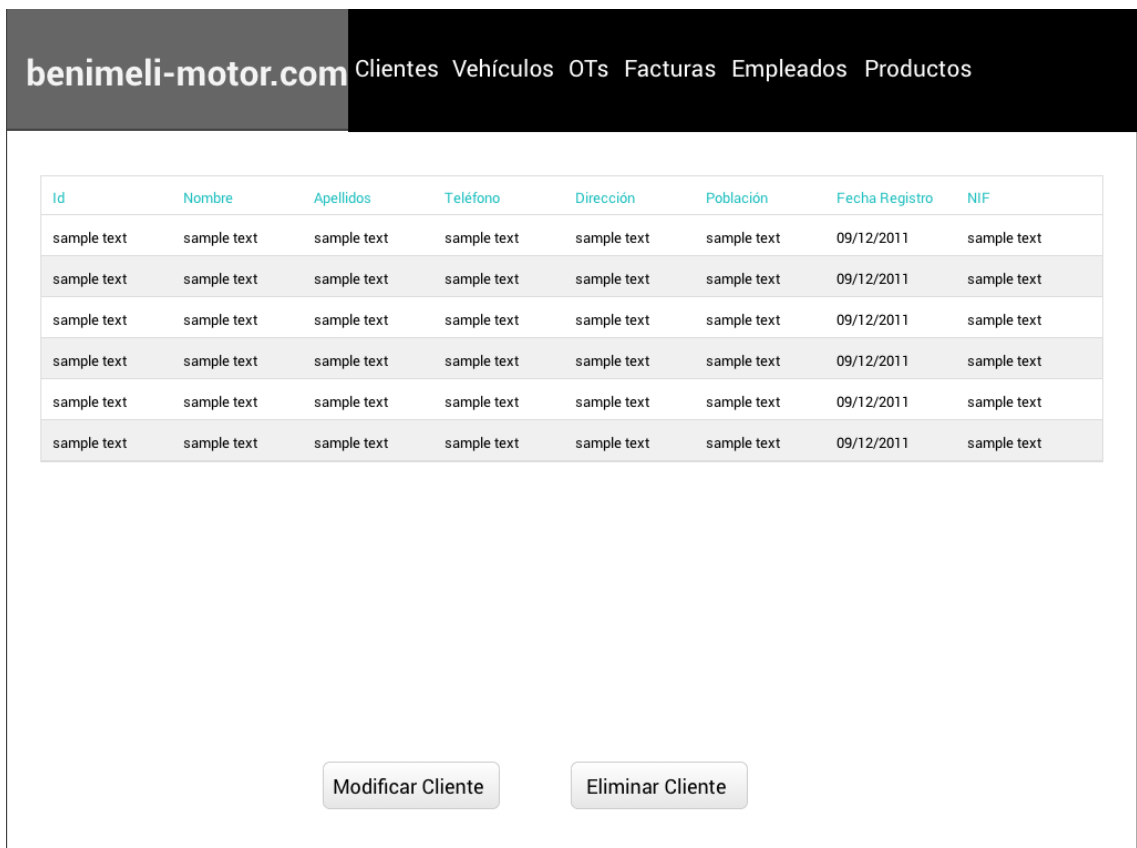 benimeli-motor.com Clientes Vehículos OTs Facturas Empleados Productos
Id Nombre Apellidos Teléfono Dirección Población Fecha Registro NIF
sample text sample text sample text sample text sample text sample text 09/12/2011 sample text
sample text sample text sample text sample text sample text sample text 09/12/2011 sample text
sample text sample text sample text sample text sample text sample text 09/12/2011 sample text
sample text sample text sample text sample text sample text sample text 09/12/2011 sample text
sample text sample text sample text sample text sample text sample text 09/12/2011 sample text
sample text sample text sample text sample text sample text sample text 09/12/2011 sample text
Modificar Cliente Eliminar Cliente